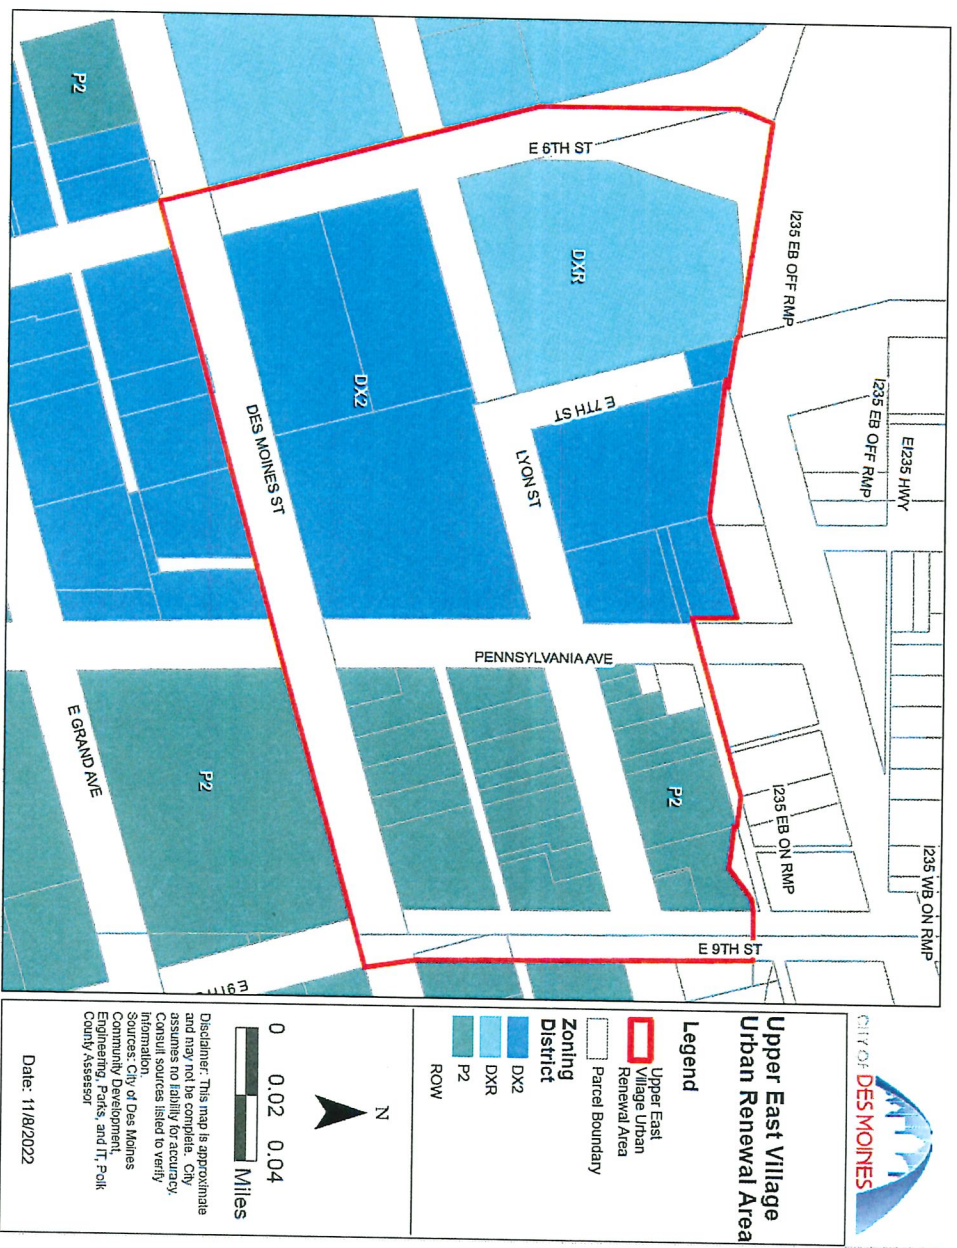 CITY OF DES MOINES
Upper East Village
Urban Renewal Area
Legend
Upper East
Village Urban
Renewal Area
Parcel Boundary
Zoning
District
DX2
DXR
P2
ROW
N
0 0.02 0.04
Miles
Disclaimer: This map is approximate
and may not be complete. City
assumes no liability for accuracy.
Consult sources listed to verify
information.
Sources: City of Des Moines
Community Development,
Engineering, Parks, and IT, Polk
County Assessor
Date: 11/8/2022
I235 WB ON RMP
EI235 HWY
I235 EB OFF RMP
I235 EB OFF RMP
I235 EB ON RMP
E 6TH ST
DXR
E 7TH ST
LYON ST
PENNSYLVANIA AVE
P2
E 9TH ST
DX2
DES MOINES ST
P2
P2
E GRAND AVE
E 9TH